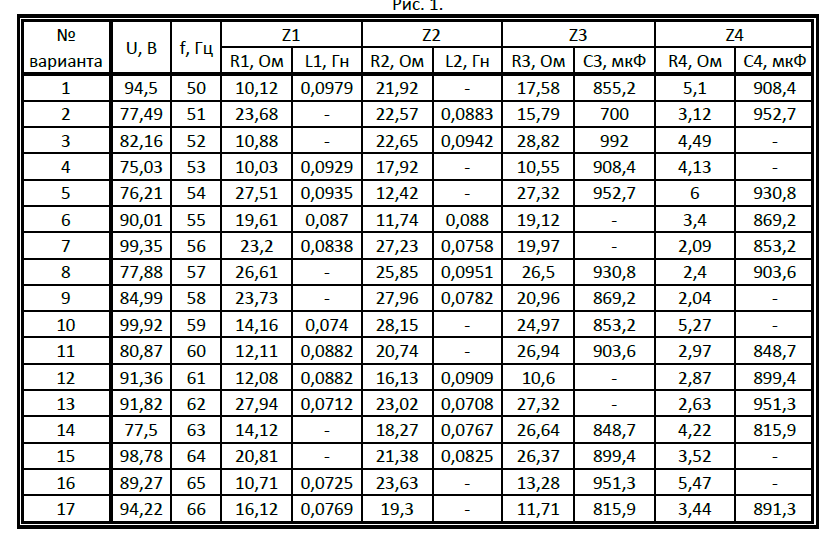 Рис. 1.
№ варианта U, В f, Гц Z1 Z2 Z3 Z4
R1, Ом L1, Гн R2, Ом L2, Гн R3, Ом C3, мкФ R4, Ом C4, мкФ
1 94,5 50 10,12 0,0979 21,92 - 17,58 855,2 5,1 908,4
2 77,49 51 23,68 - 22,57 0,0883 15,79 700 3,12 952,7
3 82,16 52 10,88 - 22,65 0,0942 28,82 992 4,49 -
4 75,03 53 10,03 0,0929 17,92 - 10,55 908,4 4,13 -
5 76,21 54 27,51 0,0935 12,42 - 27,32 952,7 6 930,8
6 90,01 55 19,61 0,087 11,74 0,088 19,12 - 3,4 869,2
7 99,35 56 23,2 0,0838 27,23 0,0758 19,97 - 2,09 853,2
8 77,88 57 26,61 - 25,85 0,0951 26,5 930,8 2,4 903,6
9 84,99 58 23,73 - 27,96 0,0782 20,96 869,2 2,04 -
10 99,92 59 14,16 0,074 28,15 - 24,97 853,2 5,27 -
11 80,87 60 12,11 0,0882 20,74 - 26,94 903,6 2,97 848,7
12 91,36 61 12,08 0,0882 16,13 0,0909 10,6 - 2,87 899,4
13 91,82 62 27,94 0,0712 23,02 0,0708 27,32 - 2,63 951,3
14 77,5 63 14,12 - 18,27 0,0767 26,64 848,7 4,22 815,9
15 98,78 64 20,81 - 21,38 0,0825 26,37 899,4 3,52 -
16 89,27 65 10,71 0,0725 23,63 - 13,28 951,3 5,47 -
17 94,22 66 16,12 0,0769 19,3 - 11,71 815,9 3,44 891,3